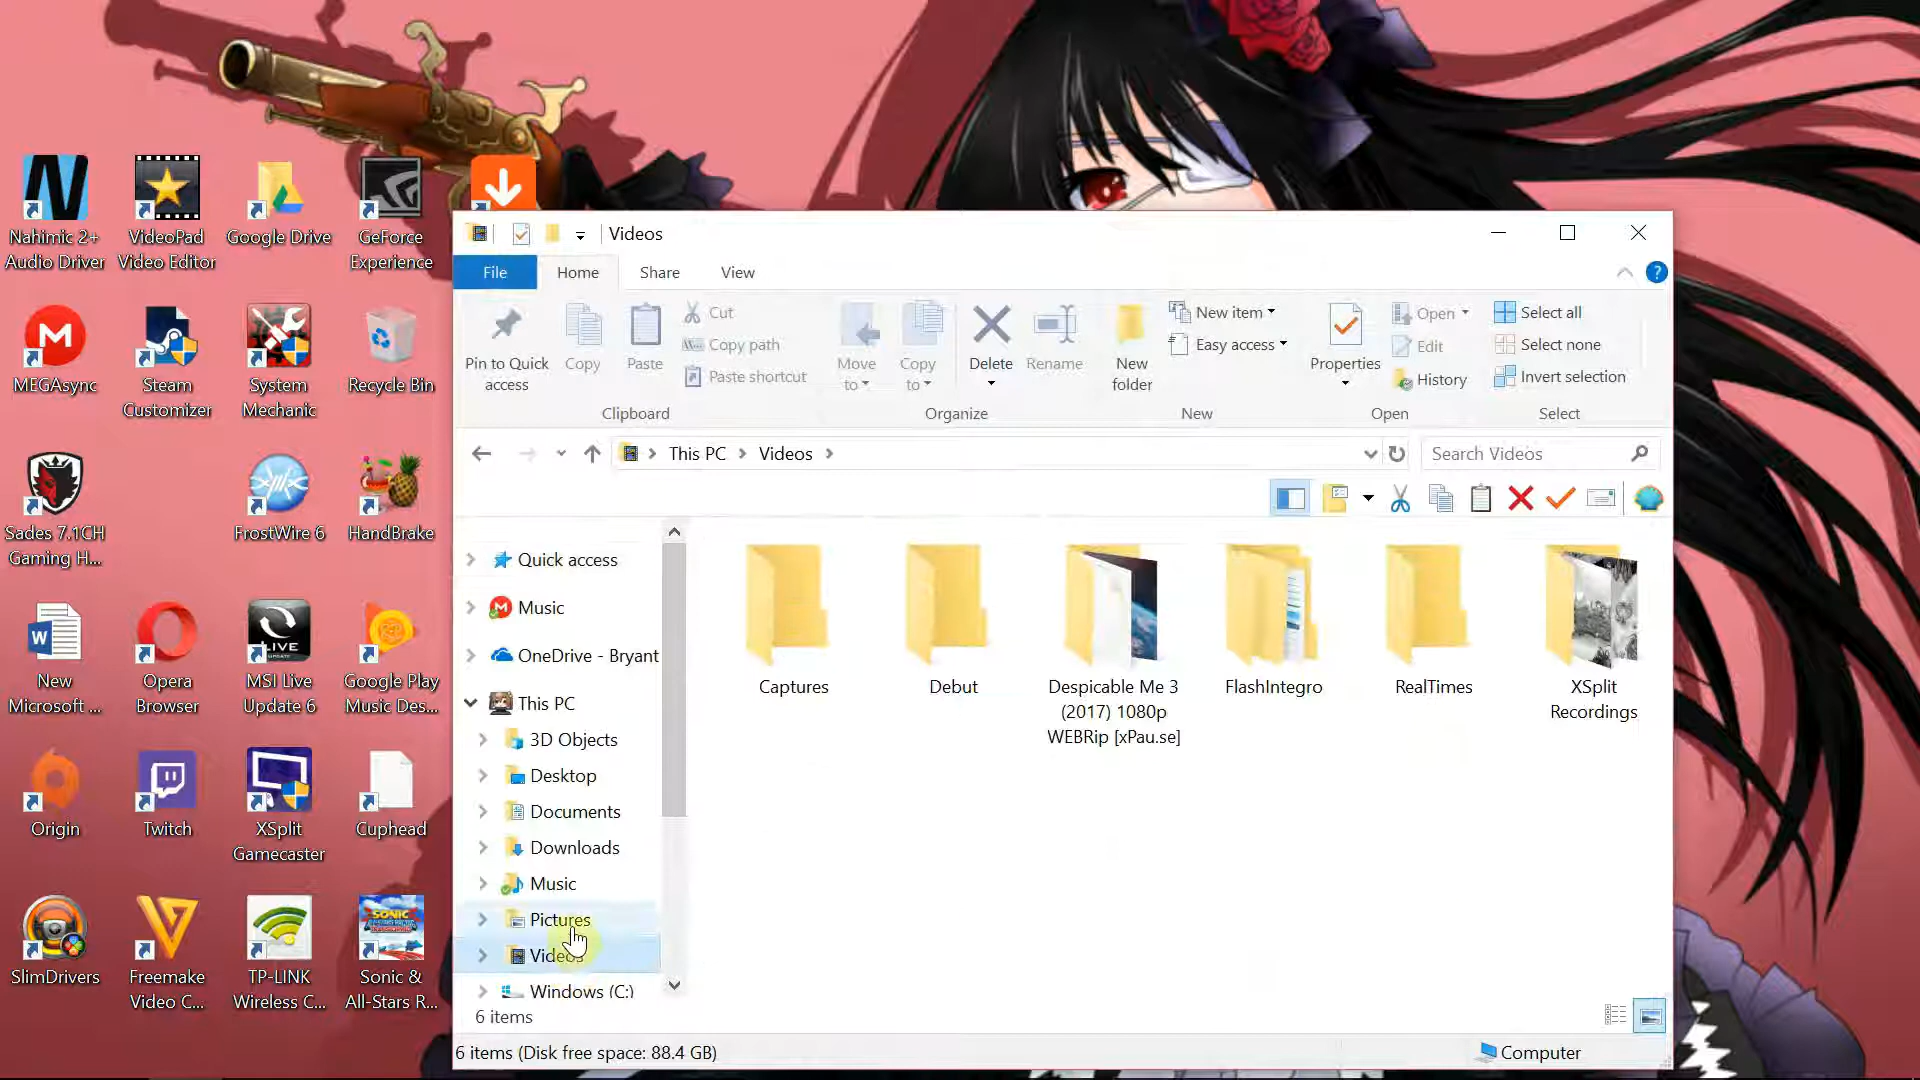 Nahimic 2+
Audio Driver
VideoPad
Video Editor
Google Drive
GeForce
Experience
MEGAsync
Steam
Customizer
System
Mechanic
Recycle Bin
Sades 7.1CH
Gaming H...
FrostWire 6
HandBrake
New
Microsoft ...
Opera
Browser
MSI Live
Update 6
Google Play
Music Des...
Origin
Twitch
XSplit
Gamecaster
Cuphead
SlimDrivers
Freemake
Video C...
TP-LINK
Wireless C...
Sonic &
All-Stars R...
LIVE
UPDATE
SONIC
Videos
File
Home
Share
View
Pin to Quick
access
Copy
Paste
Cut
Copy path
Paste shortcut
Clipboard
Move
to
Copy
to
Delete
Rename
Organize
New
folder
New item
Easy access
New
Properties
Open
Edit
History
Open
Select all
Select none
Invert selection
Select
This PC
Videos
Search Videos
Quick access
Music
OneDrive - Bryant
This PC
3D Objects
Desktop
Documents
Downloads
Music
Pictures
Videos
Windows (C:)
6 items
Captures
Debut
Despicable Me 3
(2017) 1080p
WEBRip [xPau.se]
FlashIntegro
RealTimes
XSplit
Recordings
6 items (Disk free space: 88.4 GB)
Computer